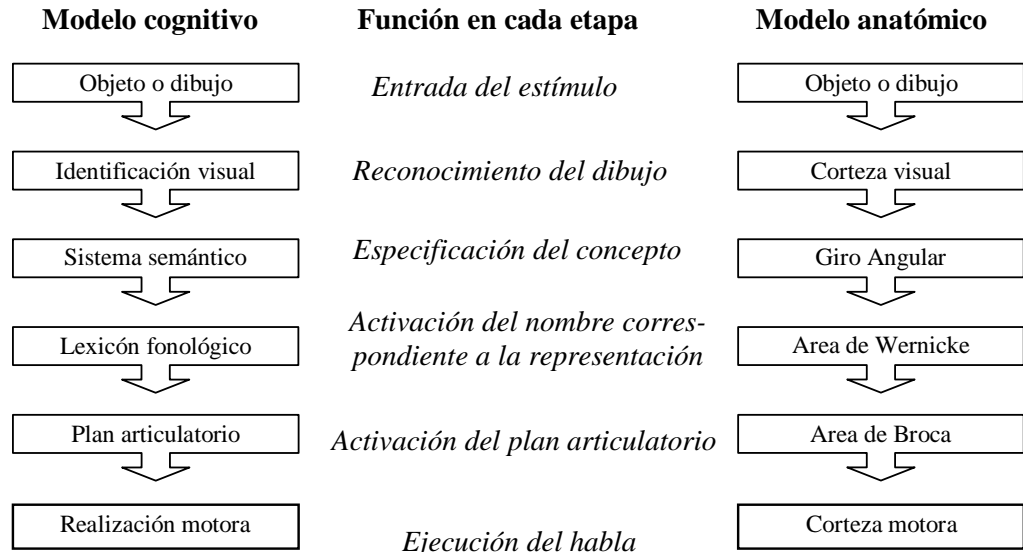 Modelo cognitivo Función en cada etapa Modelo anatómico
Objeto o dibujo Entrada del estímulo Objeto o dibujo
Identificación visual Reconocimiento del dibujo Corteza visual
Sistema semántico Especificación del concepto Giro Angular
Activación del nombre corres-
pondiente a la representación
Lexicón fonológico Area de Wernicke
Plan articulatorio Activación del plan articulatorio Area de Broca
Realización motora Ejecución del habla Corteza motora